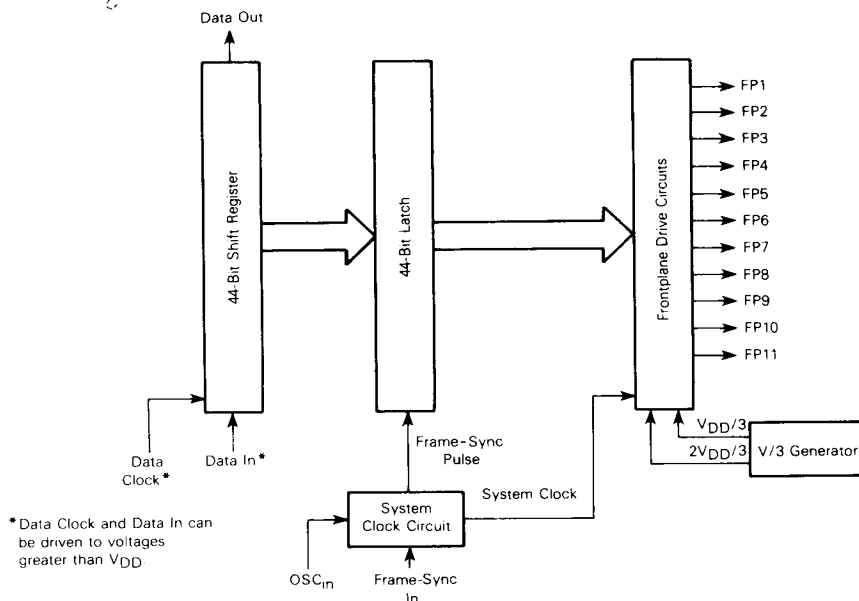 Data Out
44-Bit Shift Register
44-Bit Latch
Frontplane Drive Circuits
FP1
FP2
FP3
FP4
FP5
FP6
FP7
FP8
FP9
FP10
FP11
Data
Clock*
Data In*
Frame-Sync
Pulse
System Clock
VDD/3
2VDD/3
V/3 Generator
System
Clock Circuit
OSCin
Frame-Sync
In
*Data Clock and Data In can
be driven to voltages
greater than VDD.